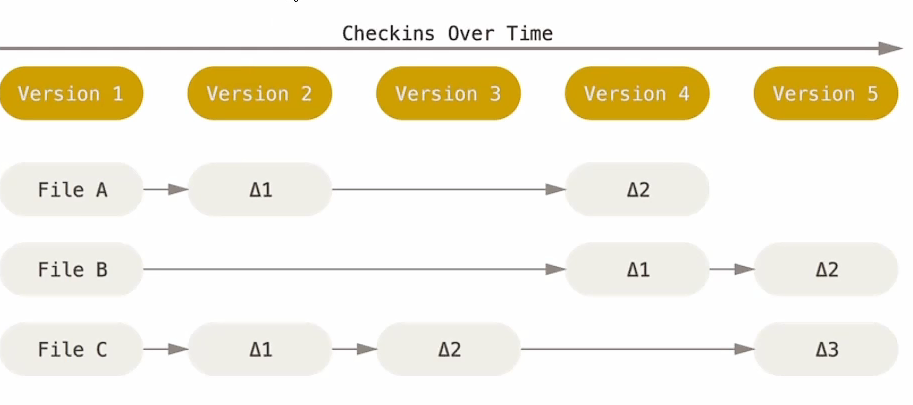 Checkins Over Time
Version 1 Version 2 Version 3 Version 4 Version 5
File A Δ1 Δ2
File B Δ1 Δ2
File C Δ1 Δ2 Δ3